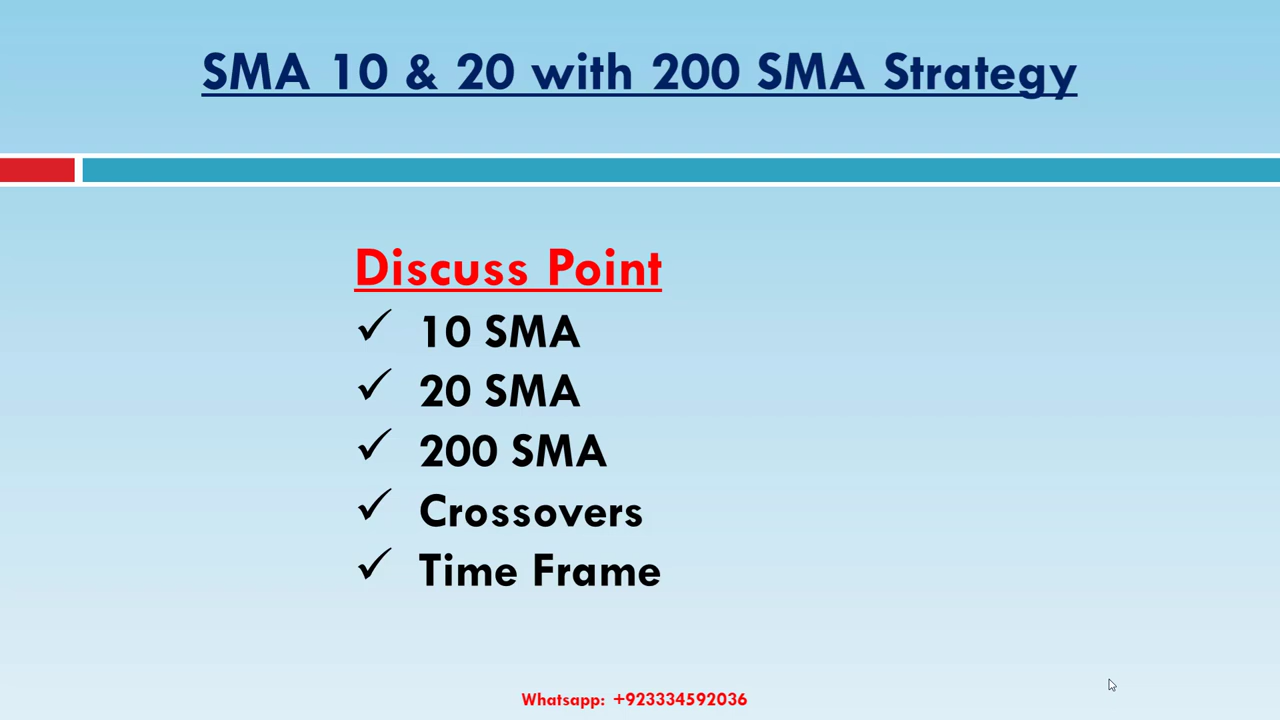 SMA 10 & 20 with 200 SMA Strategy
Discuss Point
✓ 10 SMA
✓ 20 SMA
✓ 200 SMA
✓ Crossovers
✓ Time Frame
Whatsapp: +923334592036